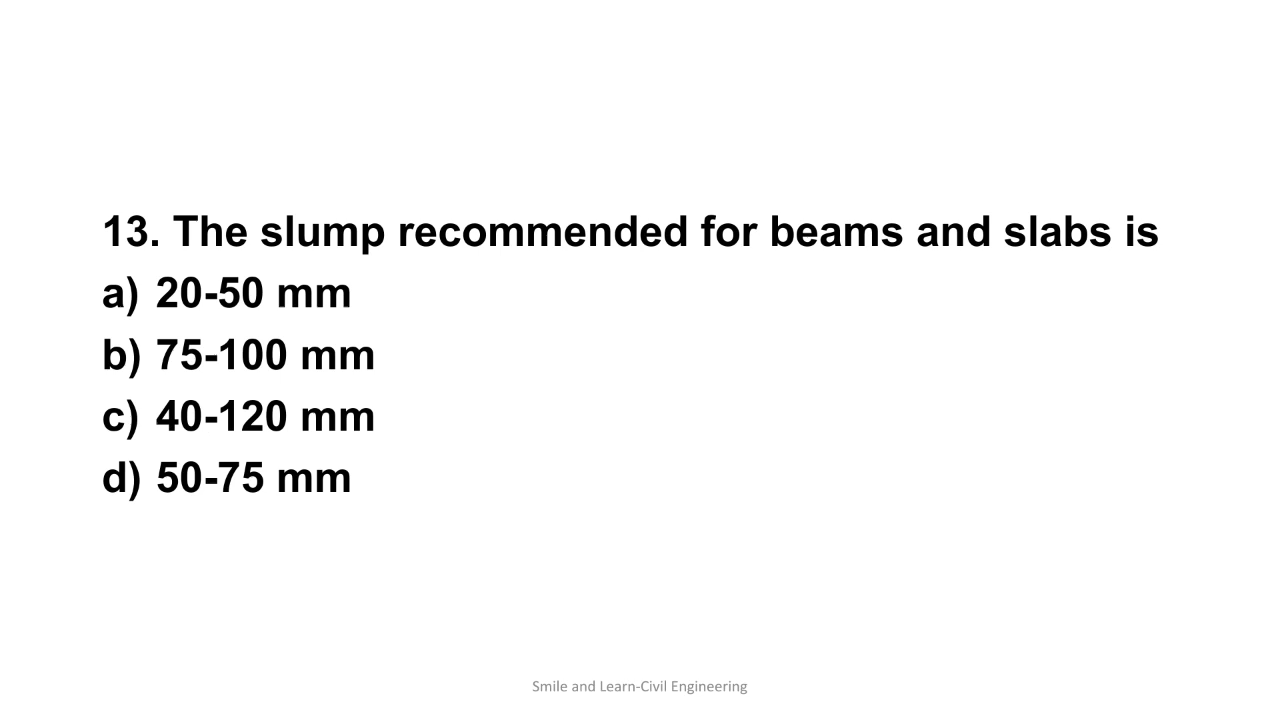 13. The slump recommended for beams and slabs is
a) 20-50 mm
b) 75-100 mm
c) 40-120 mm
d) 50-75 mm
Smile and Learn-Civil Engineering